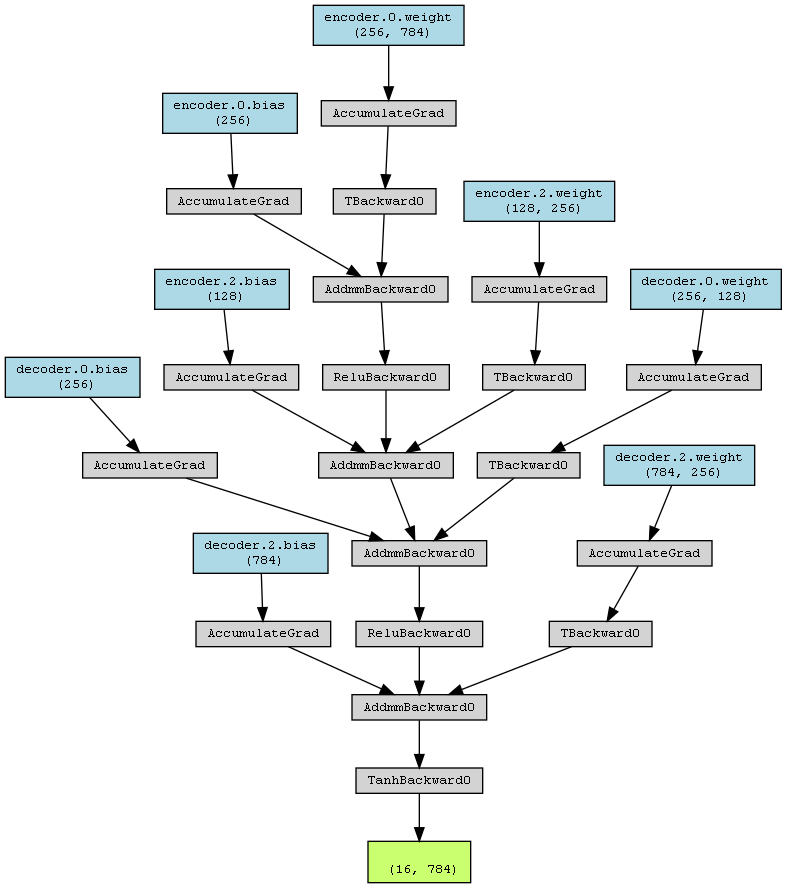 encoder.0.weight
(256, 784)
encoder.0.bias
(256)
AccumulateGrad
AccumulateGrad
TBackward0
encoder.2.weight
(128, 256)
AddmmBackward0
encoder.2.bias
(128)
AccumulateGrad
decoder.0.weight
(256, 128)
decoder.0.bias
(256)
AccumulateGrad
ReluBackward0
TBackward0
AccumulateGrad
AccumulateGrad
AddmmBackward0
TBackward0
decoder.2.weight
(784, 256)
decoder.2.bias
(784)
AddmmBackward0
AccumulateGrad
AccumulateGrad
ReluBackward0
TBackward0
AddmmBackward0
TanhBackward0
(16, 784)